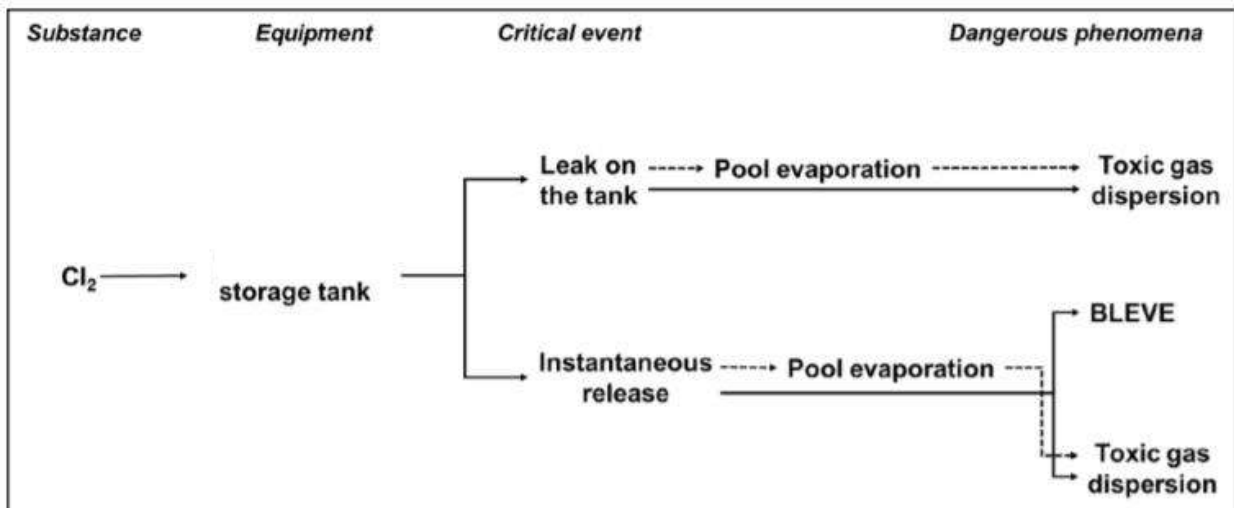 Substance Equipment Critical event Dangerous phenomena
Leak on
the tank
Pool evaporation
Toxic gas
dispersion
Cl₂
storage tank
BLEVE
Instantaneous
release
Pool evaporation
Toxic gas
dispersion